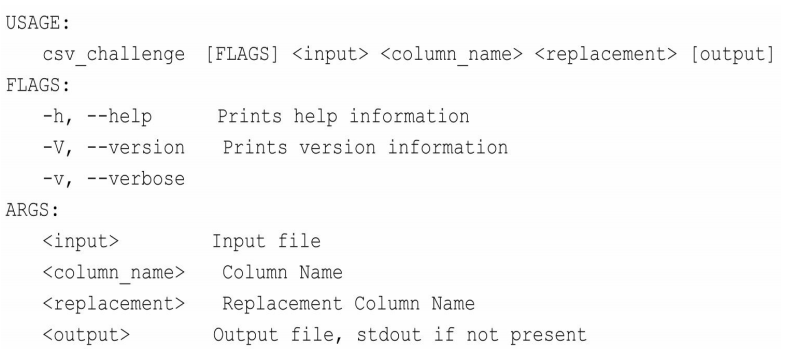 USAGE:
csv_challenge [FLAGS] <input> <column_name> <replacement> [output]
FLAGS:
-h, --help Prints help information
-V, --version Prints version information
-v, --verbose
ARGS:
<input> Input file
<column_name> Column Name
<replacement> Replacement Column Name
<output> Output file, stdout if not present